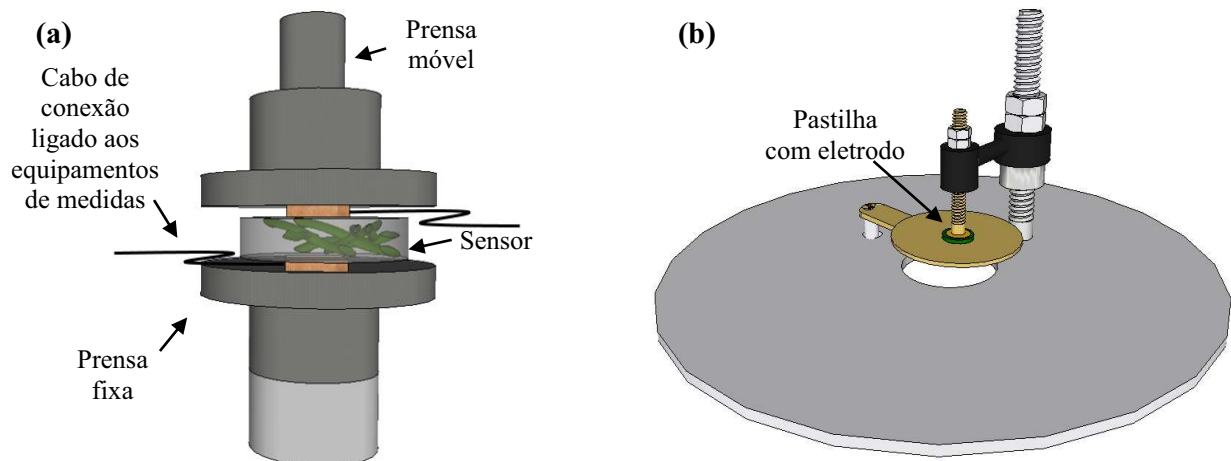 (a)
Prensa
móvel
Cabo de
conexão
ligado aos
equipamentos
de medidas
Sensor
Prensa
fixa
(b)
Pastilha
com eletrodo